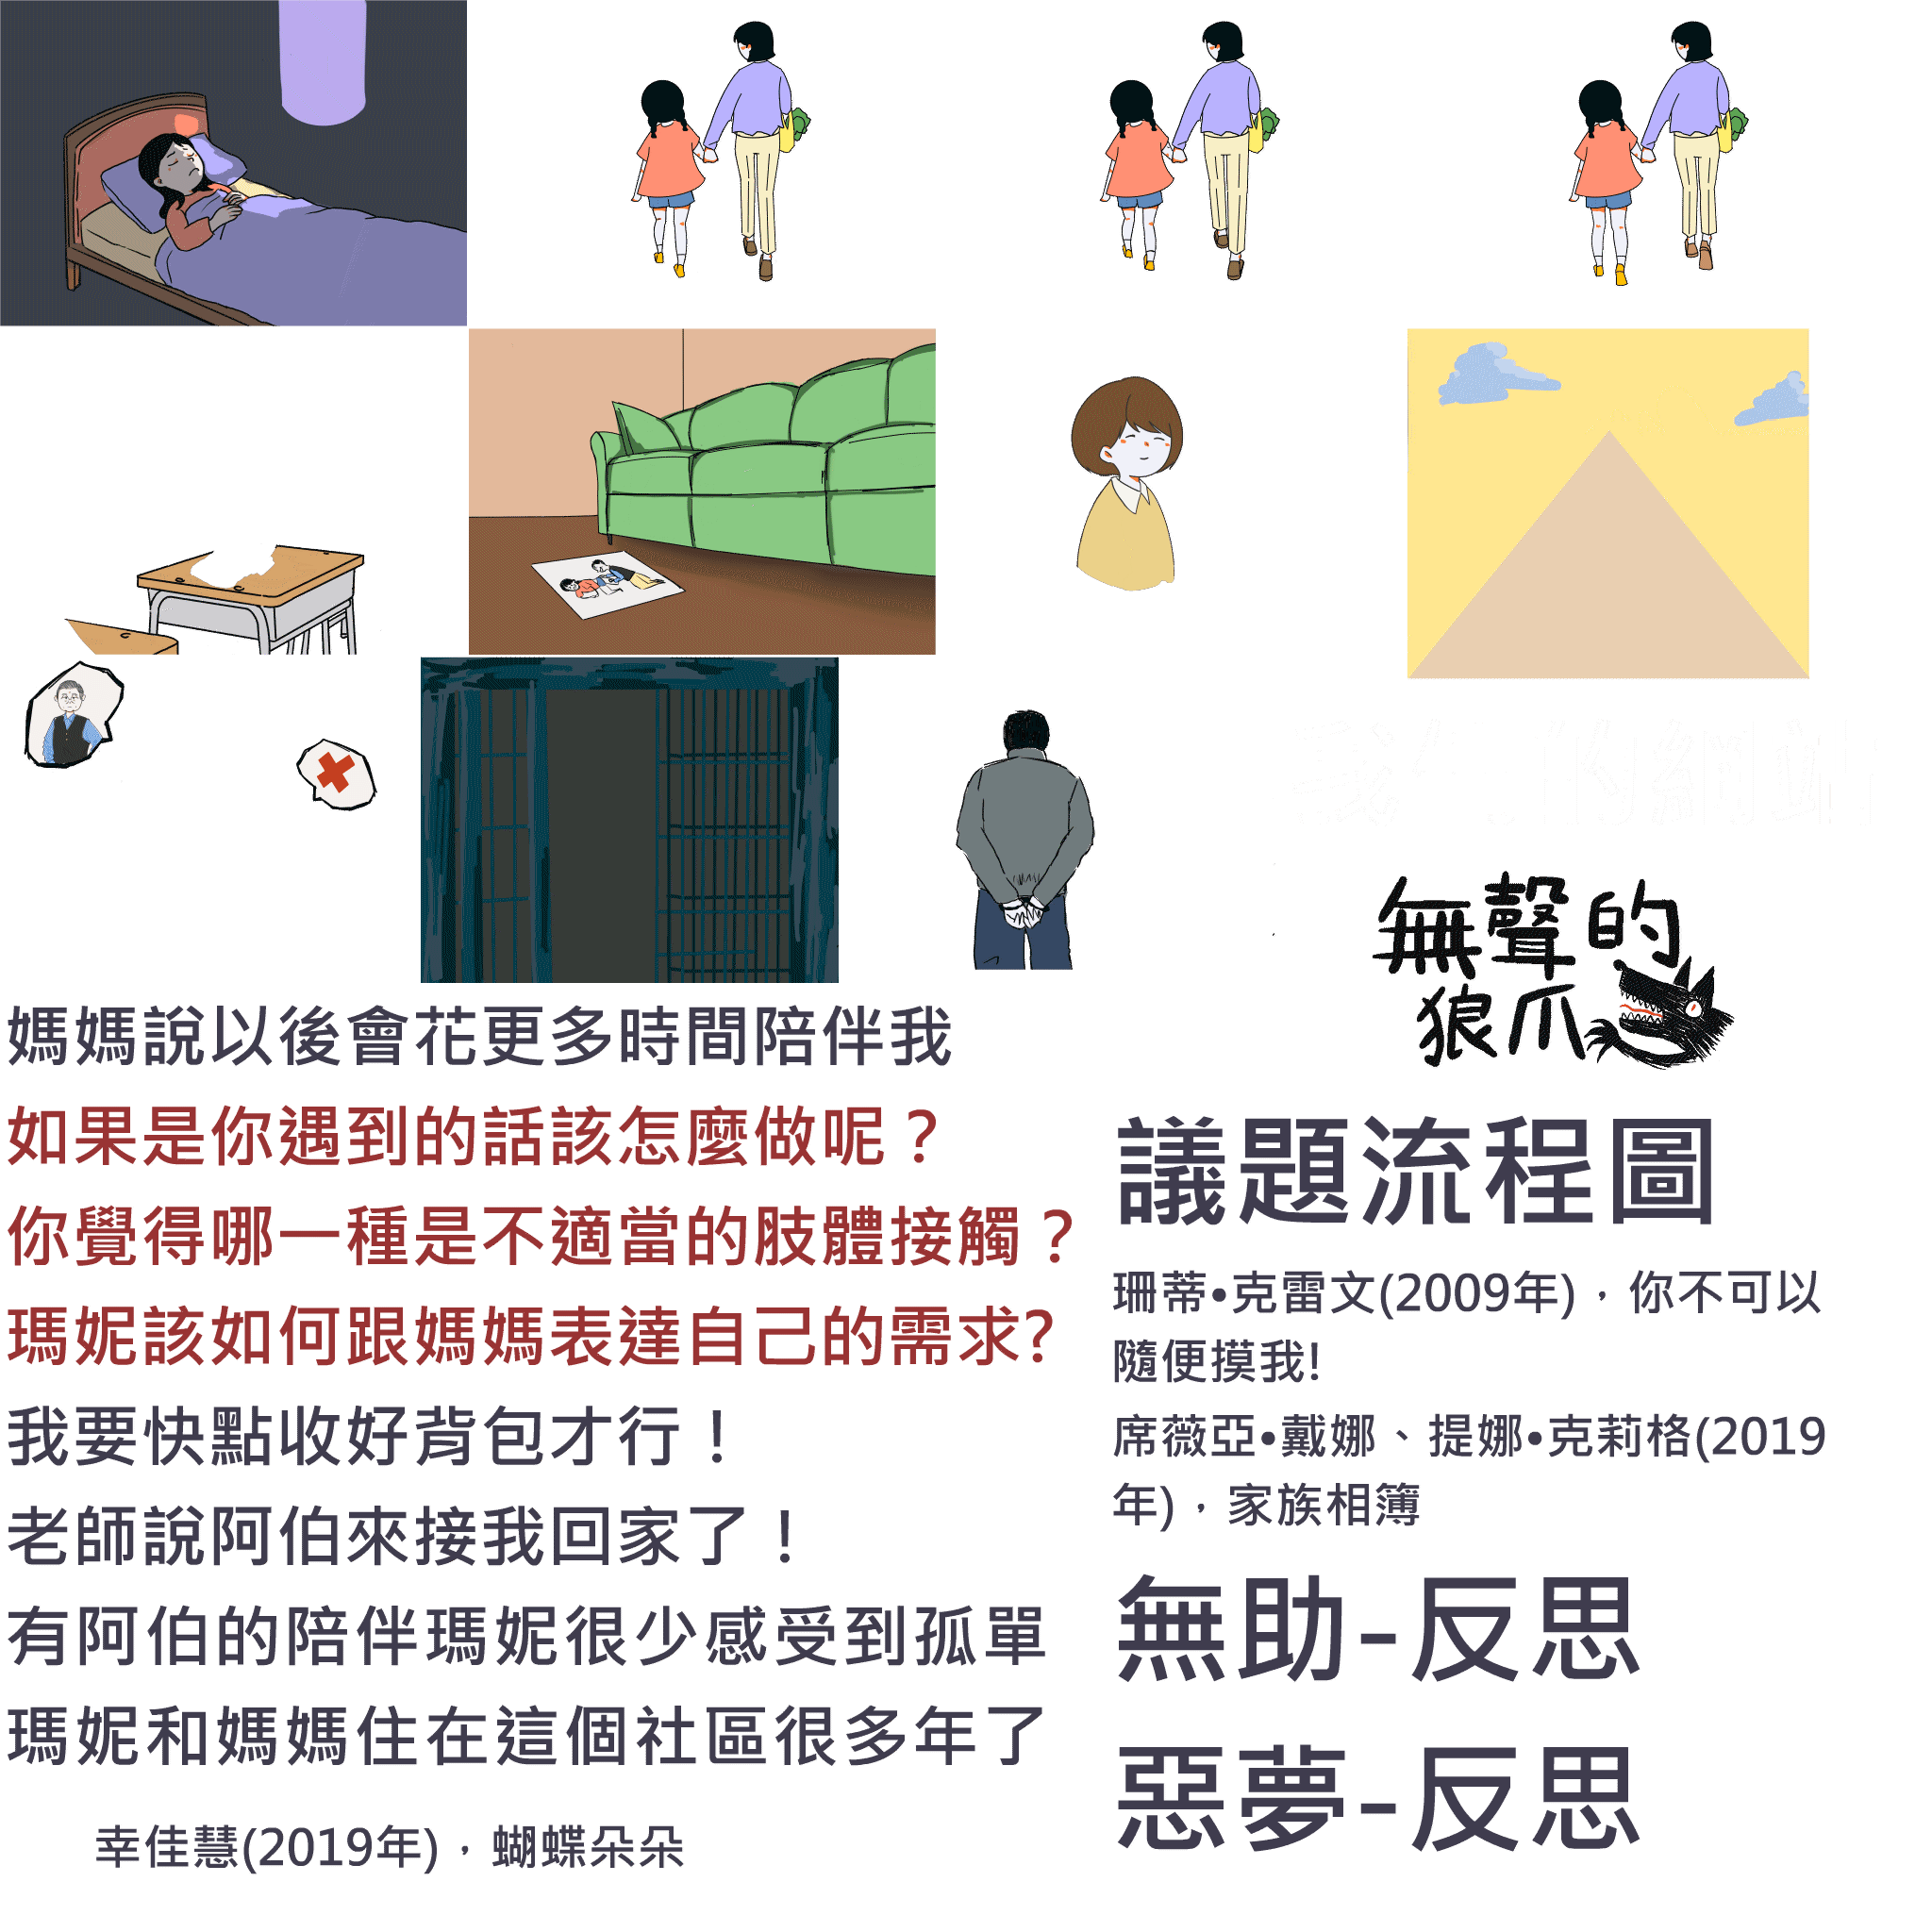 無聲的
狼爪
媽媽說以後會花更多時間陪伴我
如果是你遇到的話該怎麼做呢？
你覺得哪一種是不適當的肢體接觸？
瑪妮該如何跟媽媽表達自己的需求?
我要快點收好背包才行！
老師說阿伯來接我回家了！
有阿伯的陪伴瑪妮很少感受到孤單
瑪妮和媽媽住在這個社區很多年了
幸佳慧(2019年)，蝴蝶朵朵
議題流程圖
珊蒂•克雷文(2009年)，你不可以
隨便摸我!
席薇亞•戴娜、提娜•克莉格(2019
年)，家族相簿
無助-反思
惡夢-反思